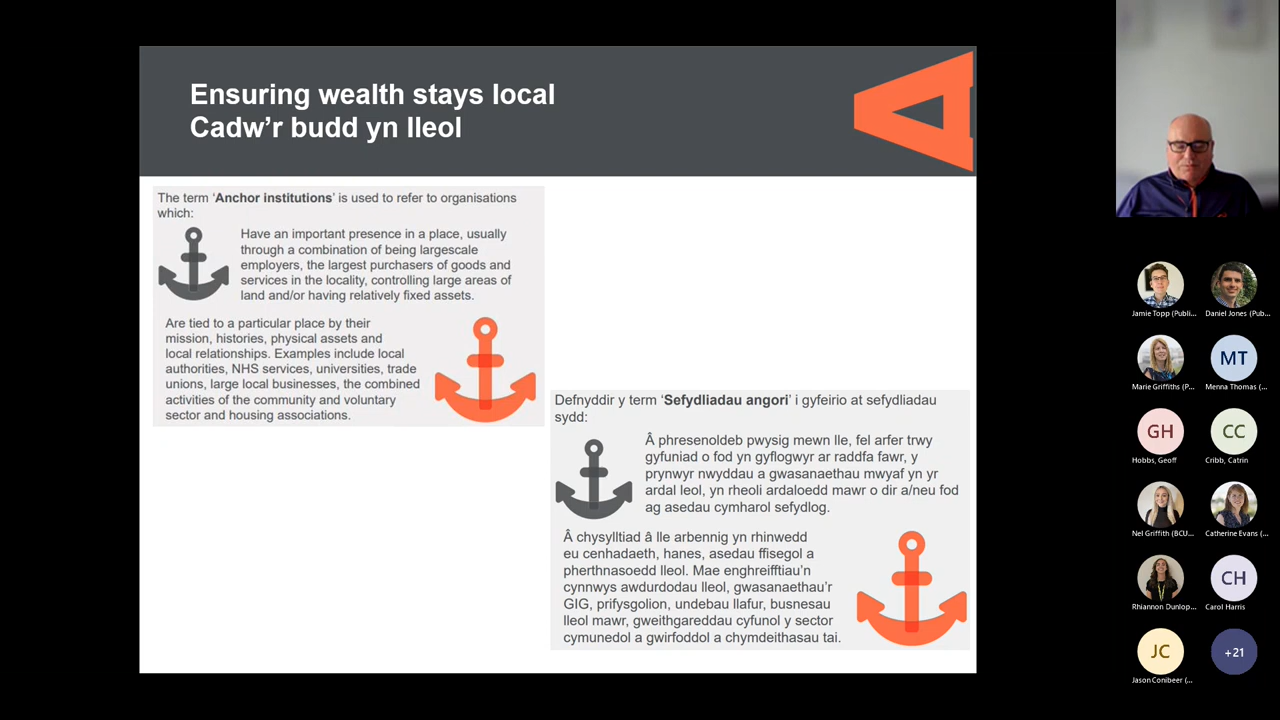 Ensuring wealth stays local
Cadw’r budd yn lleol
The term ‘Anchor institutions’ is used to refer to organisations
which:
Have an important presence in a place, usually
through a combination of being largescale
employers, the largest purchasers of goods and
services in the locality, controlling large areas of
land and/or having relatively fixed assets.
Are tied to a particular place by their
mission, histories, physical assets and
local relationships. Examples include local
authorities, NHS services, universities, trade
unions, large local businesses, the combined
activities of the community and voluntary
sector and housing associations.
Defnyddir y term ‘Sefydliadau angori’ i gyfeirio at sefydliadau
sydd:
Â phresenoldeb pwysig mewn lle, fel arfer trwy
gyfuniad o fod yn gyflogwyr ar raddfa fawr, y
prynwyr nwyddau a gwasanaethau mwyaf yn yr
ardal leol, yn rheoli ardaloedd mawr o dir a/neu fod
ag asedau cymharol sefydlog.
Â chysylltiad â lle arbennig yn rhinwedd
eu cenhadaeth, hanes, asedau ffisegol a
pherthnasoedd lleol. Mae enghreifftiau’n
cynnwys awdurdodau lleol, gwasanaethau’r
GIG, prifysgolion, undebau llafur, busnesau
lleol mawr, gweithgareddau cyfunol y sector
cymunedol a gwirfoddol a chymdeithasau tai.
Jamie Topp (Publi...
Daniel Jones (Pub...
Marie Griffiths (P...
MT
Menna Thomas (...
GH
Hobbs, Geoff
CC
Cribb, Catrin
Nel Griffith (BCU...
Catherine Evans (...
Rhiannon Dunlop...
CH
Carol Harris
JC
Jason Conibeer (...
+21